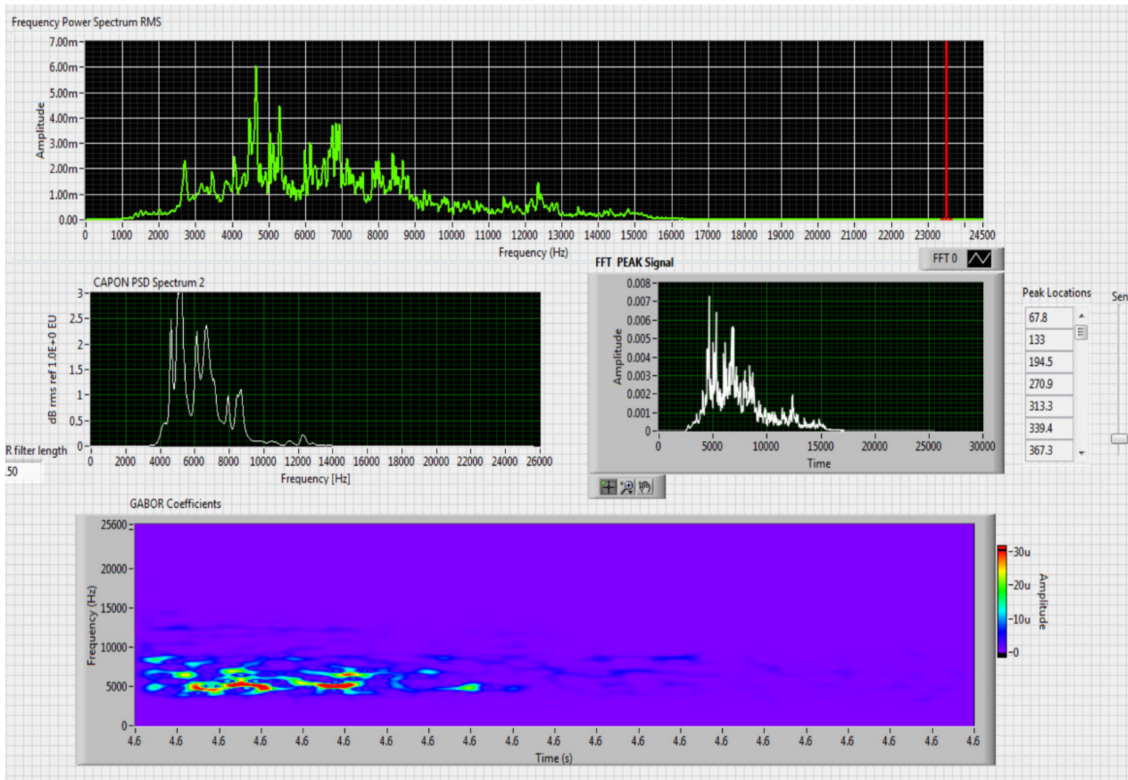 Frequency Power Spectrum RMS
Amplitude
7.00m
6.00m
5.00m
4.00m
3.00m
2.00m
1.00m
0.00
0 1000 2000 3000 4000 5000 6000 7000 8000 9000 10000 11000 12000 13000 14000 15000 16000 17000 18000 19000 20000 21000 22000 23000 24500
Frequency (Hz)
FFT 0
CAPON PSD Spectrum 2
dB rms ref 1.0E+0 EU
3
2.5
2
1.5
1
0.5
0
0 2000 4000 6000 8000 10000 12000 14000 16000 18000 20000 22000 24000 26000
Frequency [Hz]
R filter length
.50
FFT PEAK Signal
Amplitude
0.008
0.007
0.006
0.005
0.004
0.003
0.002
0.001
0
0 5000 10000 15000 20000 25000 30000
Time
Peak Locations
67.8
133
194.5
270.9
313.3
339.4
367.3
Sen
GABOR Coefficients
Frequency (Hz)
25600
20000
15000
10000
5000
0
4.6 4.6 4.6 4.6 4.6 4.6 4.6 4.6 4.6 4.6 4.6 4.6 4.6 4.6 4.6 4.6 4.6 4.6 4.6 4.6 4.6
Time (s)
30u
20u
10u
0
Amplitude